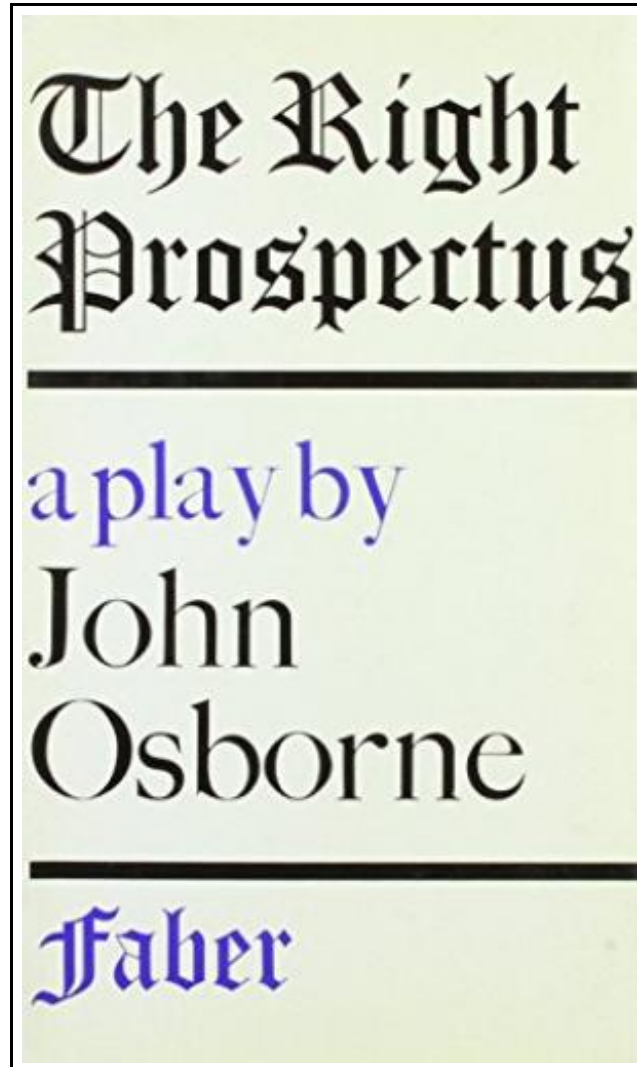 The Right
Prospectus
a play by
John
Osborne
Faber